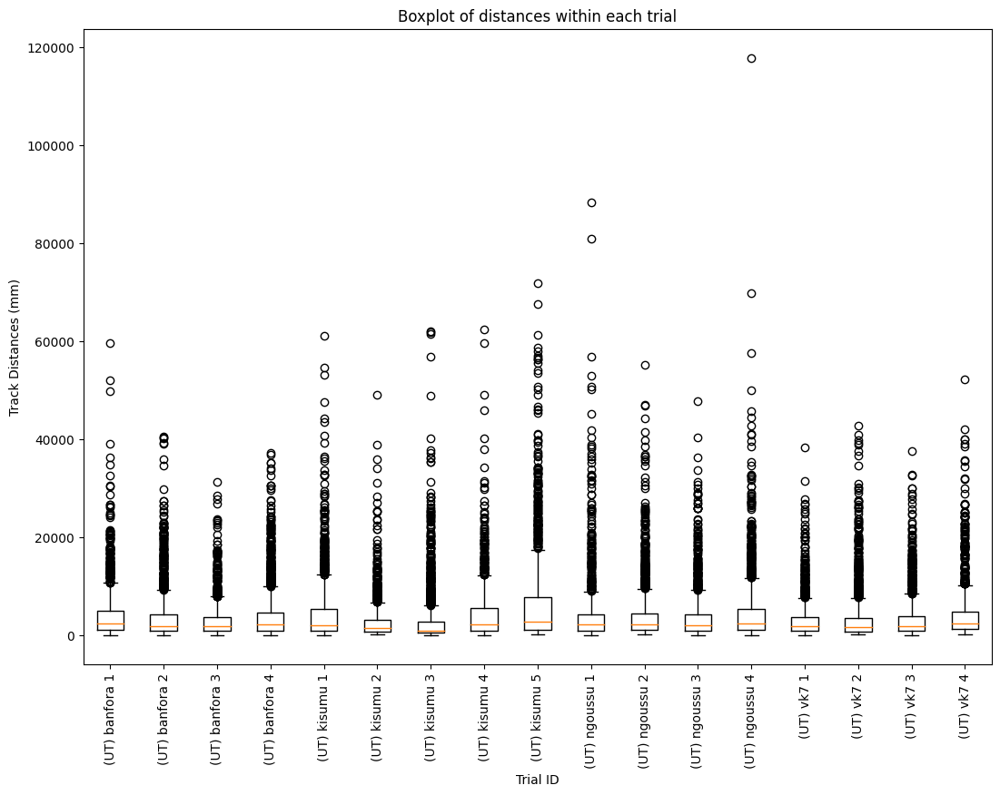 Boxplot of distances within each trial
120000
100000
80000
60000
40000
20000
0
Track Distances (mm)
(UT) banfora 1
(UT) banfora 2
(UT) banfora 3
(UT) banfora 4
(UT) kisumu 1
(UT) kisumu 2
(UT) kisumu 3
(UT) kisumu 4
(UT) kisumu 5
(UT) ngoussu 1
(UT) ngoussu 2
(UT) ngoussu 3
(UT) ngoussu 4
(UT) vk7 1
(UT) vk7 2
(UT) vk7 3
(UT) vk7 4
Trial ID